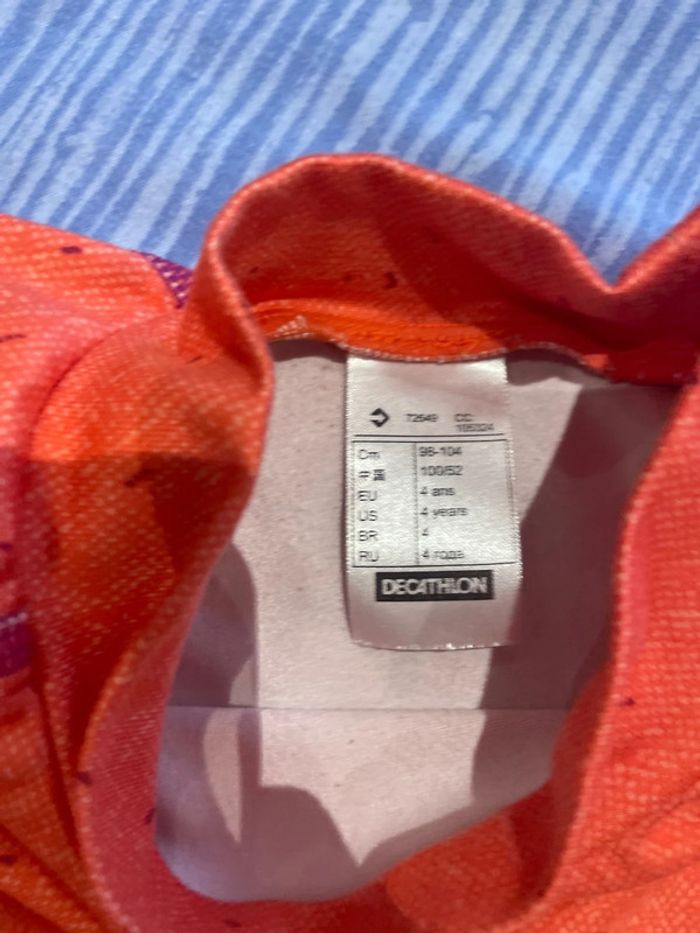 72649 CC:
105324
Cm 98-104
中国 100/52
EU 4 ans
US 4 years
BR 4
RU 4 года
DECATHLON